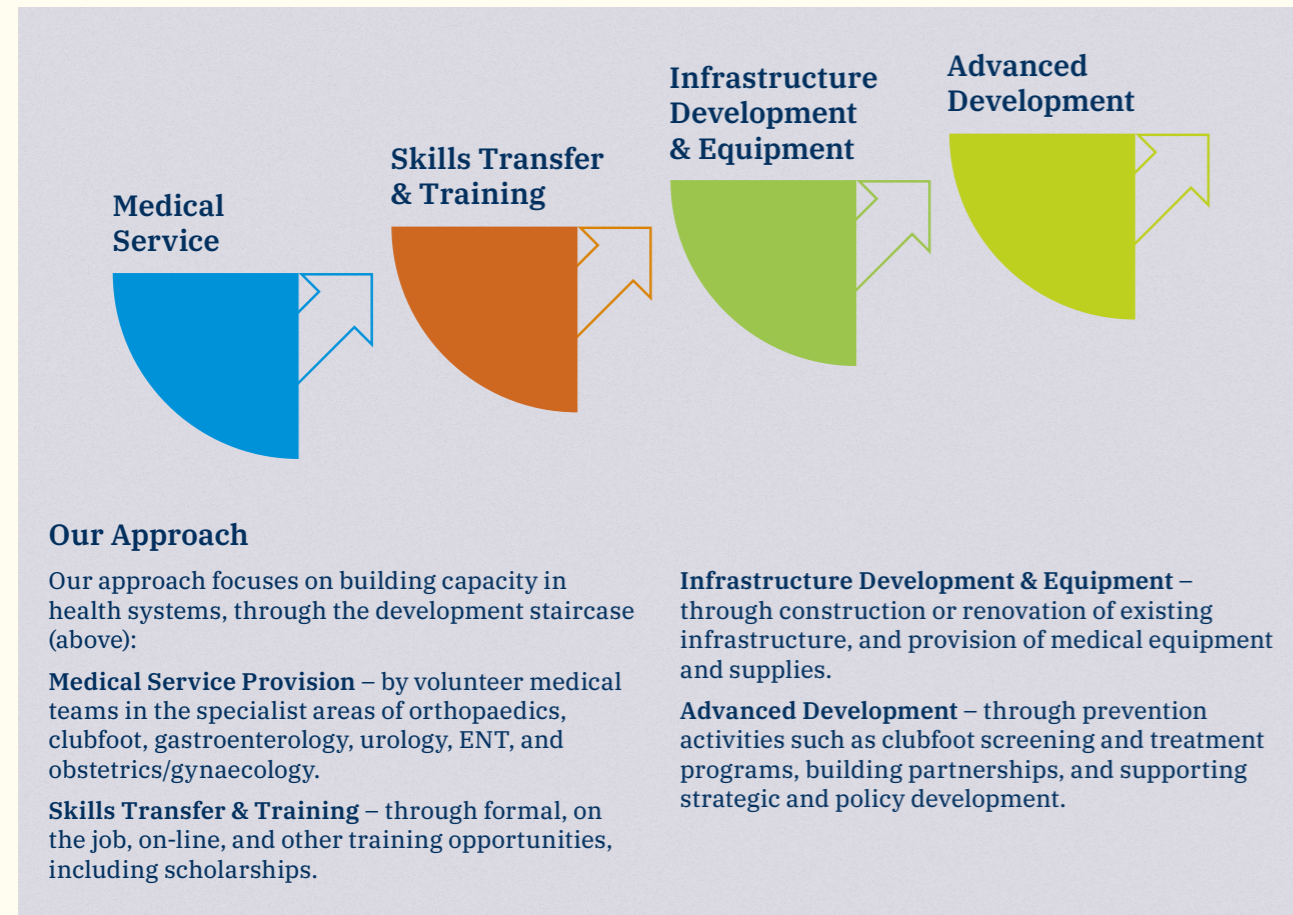 Medical
Service
Skills Transfer
& Training
Infrastructure
Development
& Equipment
Advanced
Development
Our Approach
Our approach focuses on building capacity in
health systems, through the development staircase
(above):
Medical Service Provision – by volunteer medical
teams in the specialist areas of orthopaedics,
clubfoot, gastroenterology, urology, ENT, and
obstetrics/gynaecology.
Skills Transfer & Training – through formal, on
the job, on-line, and other training opportunities,
including scholarships.
Infrastructure Development & Equipment –
through construction or renovation of existing
infrastructure, and provision of medical equipment
and supplies.
Advanced Development – through prevention
activities such as clubfoot screening and treatment
programs, building partnerships, and supporting
strategic and policy development.